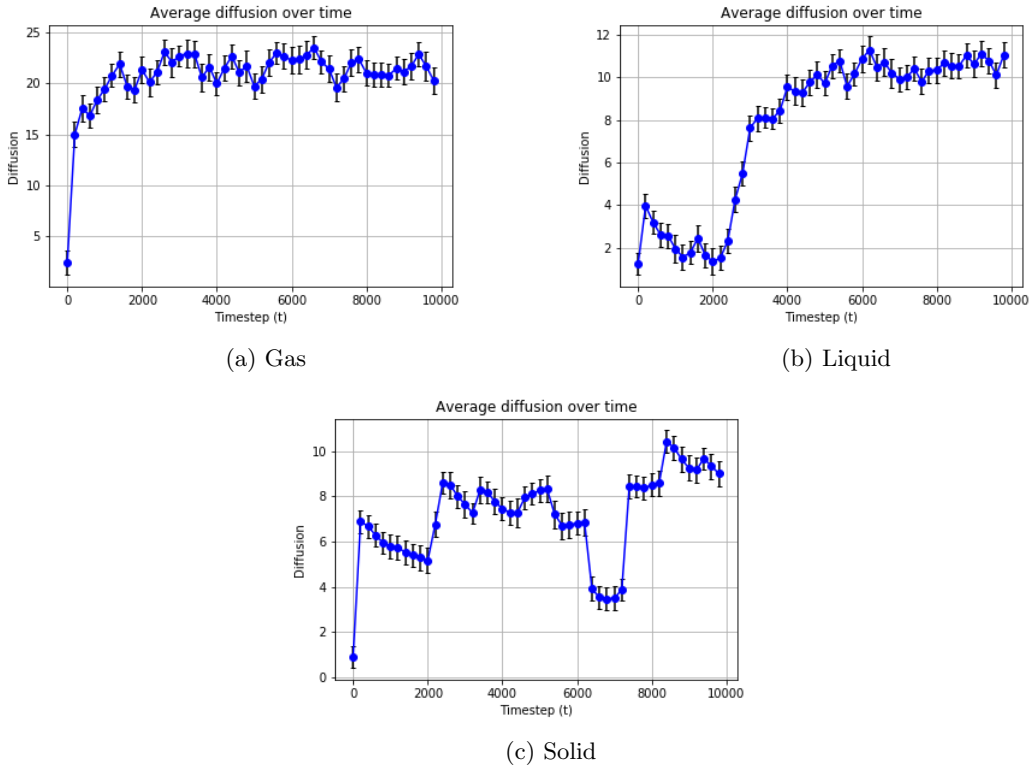 Average diffusion over time
25
20
15
10
5
Diffusion
0 2000 4000 6000 8000 10000
Timestep (t)
(a) Gas
Average diffusion over time
12
10
8
6
4
2
Diffusion
0 2000 4000 6000 8000 10000
Timestep (t)
(b) Liquid
Average diffusion over time
10
8
6
4
2
0
Diffusion
0 2000 4000 6000 8000 10000
Timestep (t)
(c) Solid